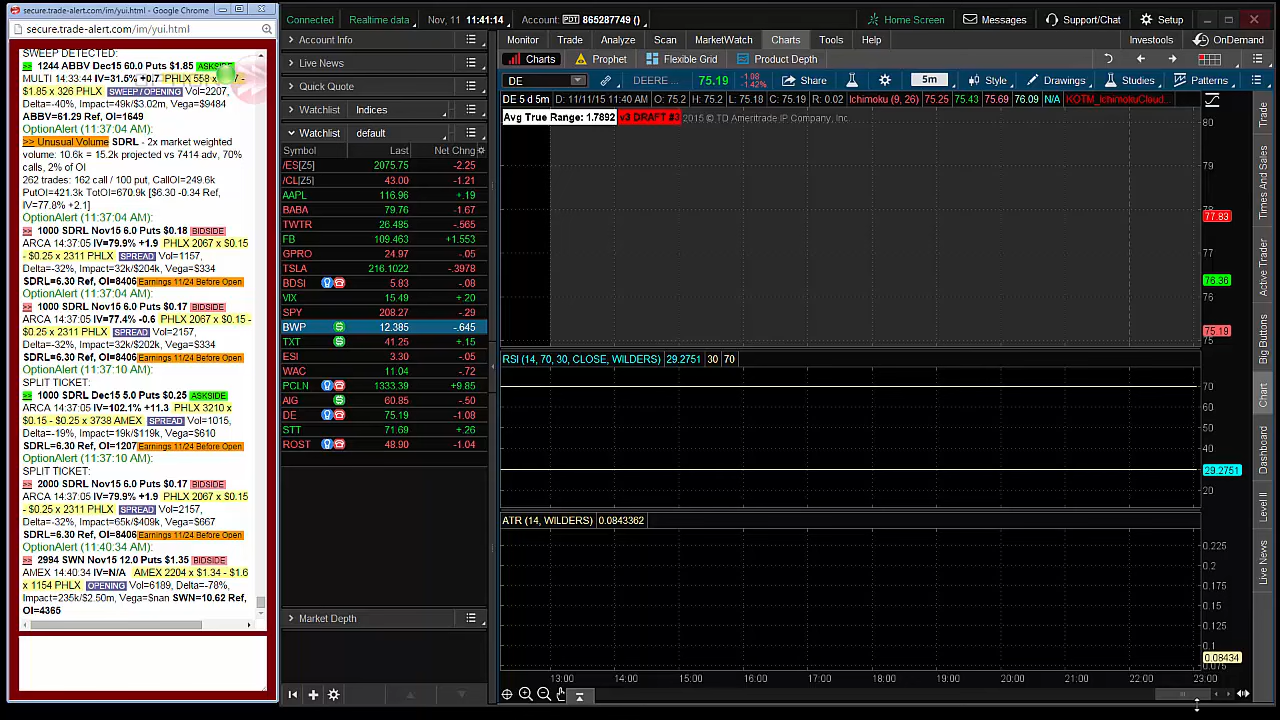 secure.trade-alert.com/im/yui.html - Google Chrome
secure.trade-alert.com/im/yui.html
SWEEP DETECTED:
>> 1244 ABBV Dec15 60.0 Puts $1.85 ASKSIDE
MULTI 14:33:44 IV=31.5% +0.7 PHLX 558 x
$1.85 x 326 PHLX SWEEP / OPENING Vol=2207,
Delta=-40%, Impact=49k/$3.02m, Vega=$9484
ABBV=61.29 Ref, OI=1649
OptionAlert (11:37:04 AM):
>> Unusual Volume SDRL - 2x market weighted
volume: 10.6k = 15.2k projected vs 7414 adv, 70%
calls, 2% of OI
262 trades: 162 call / 100 put, CallOI=249.6k
PutOI=421.3k TotOI=670.9k [$6.30 -0.34 Ref,
IV=77.8% +2.1]
OptionAlert (11:37:04 AM):
>> 1000 SDRL Nov15 6.0 Puts $0.18 BIDSIDE
ARCA 14:37:05 IV=79.9% +1.9 PHLX 2067 x $0.15
- $0.25 x 2311 PHLX SPREAD Vol=1157,
Delta=-32%, Impact=32k/$204k, Vega=$334
SDRL=6.30 Ref, OI=8406 Earnings 11/24 Before Open
OptionAlert (11:37:04 AM):
>> 1000 SDRL Nov15 6.0 Puts $0.17 BIDSIDE
ARCA 14:37:05 IV=77.4% -0.6 PHLX 2067 x $0.15 -
$0.25 x 2311 PHLX SPREAD Vol=2157,
Delta=-32%, Impact=32k/$202k, Vega=$334
SDRL=6.30 Ref, OI=8406 Earnings 11/24 Before Open
OptionAlert (11:37:10 AM):
SPLIT TICKET:
>> 1000 SDRL Dec15 5.0 Puts $0.25 ASKSIDE
ARCA 14:37:05 IV=102.1% +11.3 PHLX 3210 x
$0.15 - $0.25 x 3738 AMEX SPREAD Vol=1015,
Delta=-19%, Impact=19k/$119k, Vega=$610
SDRL=6.30 Ref, OI=1207 Earnings 11/24 Before Open
OptionAlert (11:37:10 AM):
SPLIT TICKET:
>> 2000 SDRL Nov15 6.0 Puts $0.17 BIDSIDE
ARCA 14:37:05 IV=79.9% +1.9 PHLX 2067 x $0.15
- $0.25 x 2311 PHLX SPREAD Vol=2157,
Delta=-32%, Impact=65k/$409k, Vega=$667
SDRL=6.30 Ref, OI=8406 Earnings 11/24 Before Open
OptionAlert (11:40:34 AM):
>> 2994 SWN Nov15 12.0 Puts $1.35 BIDSIDE
AMEX 14:40:34 IV=N/A AMEX 2204 x $1.34 - $1.6
x 1154 PHLX OPENING Vol=6189, Delta=-78%,
Impact=235k/$2.50m, Vega=$nan SWN=10.62 Ref,
OI=4365
Connected Realtime data Nov, 11 11:41:14 Account: PDT 865287749 () Home Screen Messages Support/Chat Setup
Account Info
Live News
Quick Quote
Watchlist Indices
Watchlist default
Symbol Last Net Chng
/ES[Z5] 2075.75 -2.25
/CL[Z5] 43.00 -1.21
AAPL 116.96 +.19
BABA 79.76 -1.67
TWTR 26.485 -.565
FB 109.463 +1.553
GPRO 24.97 -.05
TSLA 216.1022 -.3978
BDSI 5.83 -.08
VIX 15.49 +.20
SPY 208.27 -.29
BWP 12.385 -.645
TXT 41.25 +.15
ESI 3.30 -.05
WAC 11.04 -.72
PCLN 1333.39 +9.85
AIG 60.85 -.50
DE 75.19 -1.08
STT 71.69 +.26
ROST 48.90 -1.04
Market Depth
Monitor Trade Analyze Scan MarketWatch Charts Tools Help Investools OnDemand
Charts Prophet Flexible Grid Product Depth
DE DEERE 75.19 -1.08 -1.42% Share 5m Style Drawings Studies Patterns
DE 5 d 5m D: 11/11/15 11:40 AM O: 75.2 H: 75.2 L: 75.18 C: 75.19 R: 0.02 Ichimoku (9, 26) 75.25 75.43 75.69 76.09 N/A KOTM_IchimokuCloud...
Avg True Range: 1.7892 v3 DRAFT #3 2015 © TD Ameritrade IP Company, Inc.
80
79
78
77.83
77
76.36
76
75.19
75
RSI (14, 70, 30, CLOSE, WILDERS) 29.2751 30 70
70
60
50
40
29.2751
20
ATR (14, WILDERS) 0.0843362
0.225
0.2
0.15
0.125
0.1
0.08434
13:00 14:00 15:00 16:00 17:00 18:00 19:00 20:00 21:00 22:00 23:00
Trade
Times And Sales
Active Trader
Big Buttons
Chart
Dashboard
Level II
Live News